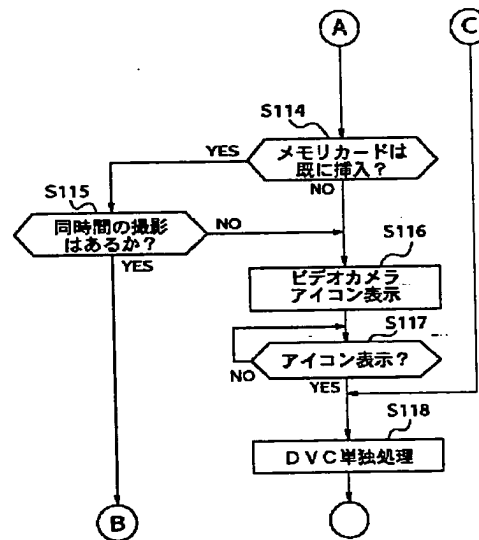 A
C
S114
YES
メモリカードは
既に挿入?
NO
S115
同時間の撮影
はあるか?
NO
YES
S116
ビデオカメラ
アイコン表示
S117
アイコン表示?
NO
YES
S118
DVC単独処理
B